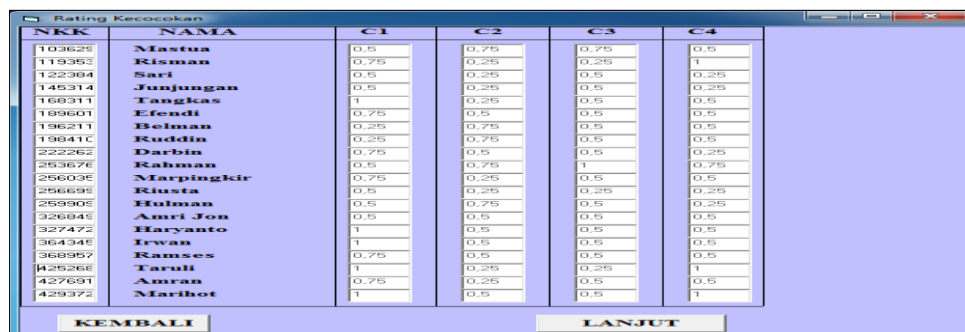 Rating Kecocokan
NKK NAMA C1 C2 C3 C4
103629 Mastua 0,5 0,75 0,75 0,5
119353 Risman 0,75 0,25 0,25 1
122384 Sari 0,5 0,25 0,5 0,25
145314 Junjungan 0,5 0,25 0,5 0,25
168311 Tangkas 1 0,25 0,5 0,5
189601 Efendi 0,75 0,5 0,5 0,5
196211 Belman 0,25 0,75 0,5 0,5
198410 Ruddin 0,25 0,75 0,5 0,5
222262 Darbin 0,75 0,5 0,5 0,25
253676 Rahman 0,5 0,75 1 0,75
256035 Marpingkir 0,75 0,25 0,5 0,5
256699 Riusta 0,5 0,25 0,25 0,25
259909 Hulman 0,5 0,75 0,5 0,25
326849 Amri Jon 0,5 0,5 0,5 0,5
327472 Haryanto 1 0,5 0,5 0,5
364345 Irwan 1 0,5 0,5 0,5
368957 Ramses 0,75 0,5 0,5 0,5
425266 Taruli 1 0,25 0,25 1
427691 Amran 0,75 0,25 0,5 0,5
429372 Marihot 1 0,5 0,5 1
KEMBALI LANJUT